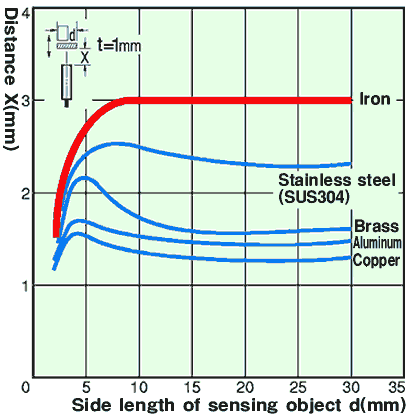 Distance X(mm)
d
t=1mm
X
4
3
2
1
0
Iron
Stainless steel
(SUS304)
Brass
Aluminum
Copper
5 10 15 20 25 30 35
Side length of sensing object d(mm)